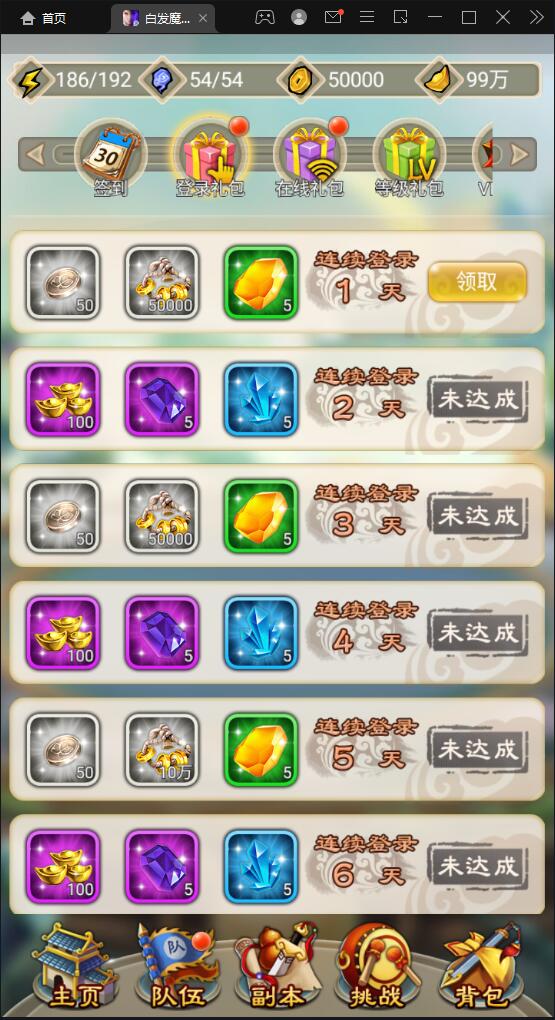 首页
白发魔...
186/192
54/54
50000
99万
30
LV
签到
登录礼包
在线礼包
等级礼包
50
50000
5
连续登录
1 天
领取
100
5
5
连续登录
2 天
未达成
50
50000
5
连续登录
3 天
未达成
100
5
5
连续登录
4 天
未达成
50
10万
5
连续登录
5 天
未达成
100
5
5
连续登录
6 天
未达成
队
主页
队伍
副本
挑战
背包